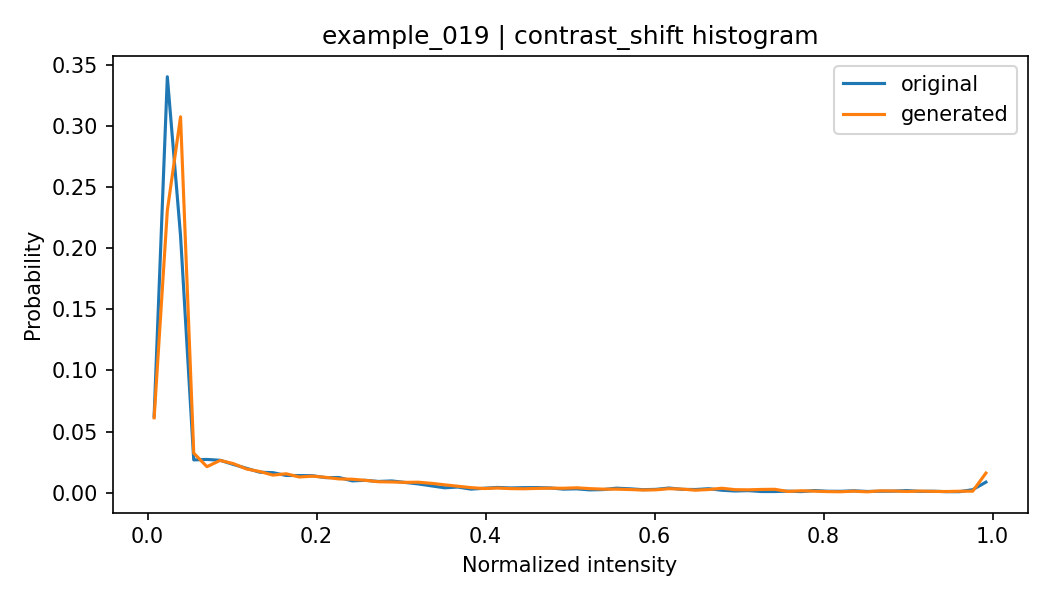 example_019 | contrast_shift histogram
original
generated
Probability
0.35
0.30
0.25
0.20
0.15
0.10
0.05
0.00
0.0 0.2 0.4 0.6 0.8 1.0
Normalized intensity